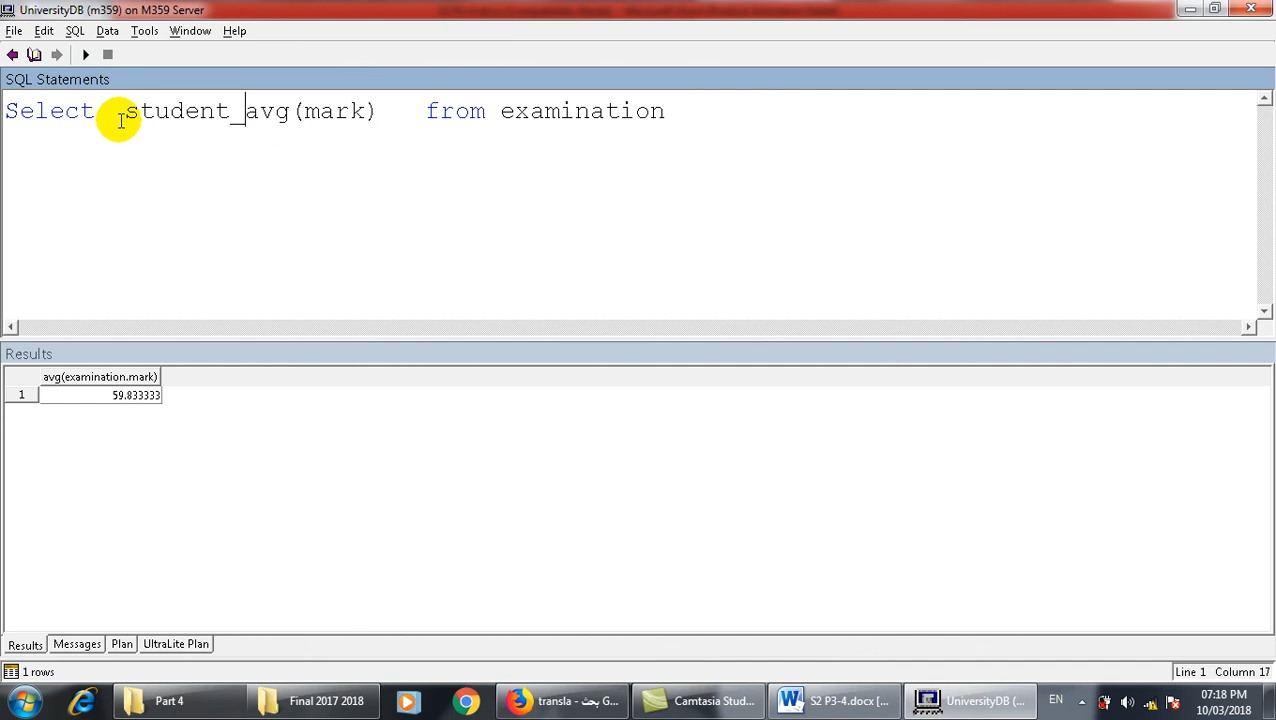 UniversityDB (m359) on M359 Server
File Edit SQL Data Tools Window Help
SQL Statements
Select student_avg(mark) from examination
Results
avg(examination.mark)
1 59.833333
Results Messages Plan UltraLite Plan
1 rows Line 1 Column 17
Part 4 Final 2017 2018 transla - بحث G... Camtasia Stud... S2 P3-4.docx [... UniversityDB (... EN 07:18 PM
10/03/2018